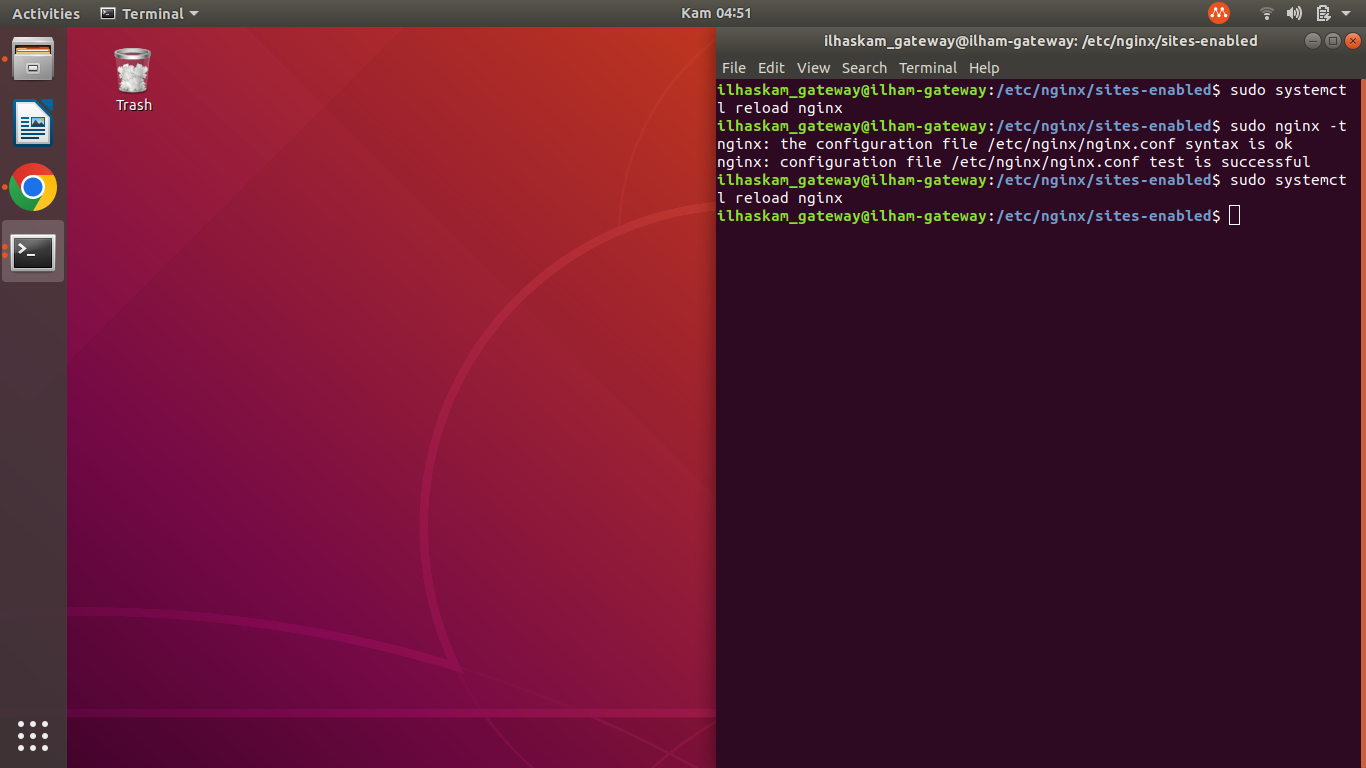 Activities
Terminal
Kam 04:51
Trash
ilhaskam_gateway@ilham-gateway: /etc/nginx/sites-enabled
File Edit View Search Terminal Help
ilhaskam_gateway@ilham-gateway:/etc/nginx/sites-enabled$ sudo systemct
l reload nginx
ilhaskam_gateway@ilham-gateway:/etc/nginx/sites-enabled$ sudo nginx -t
nginx: the configuration file /etc/nginx/nginx.conf syntax is ok
nginx: configuration file /etc/nginx/nginx.conf test is successful
ilhaskam_gateway@ilham-gateway:/etc/nginx/sites-enabled$ sudo systemct
l reload nginx
ilhaskam_gateway@ilham-gateway:/etc/nginx/sites-enabled$